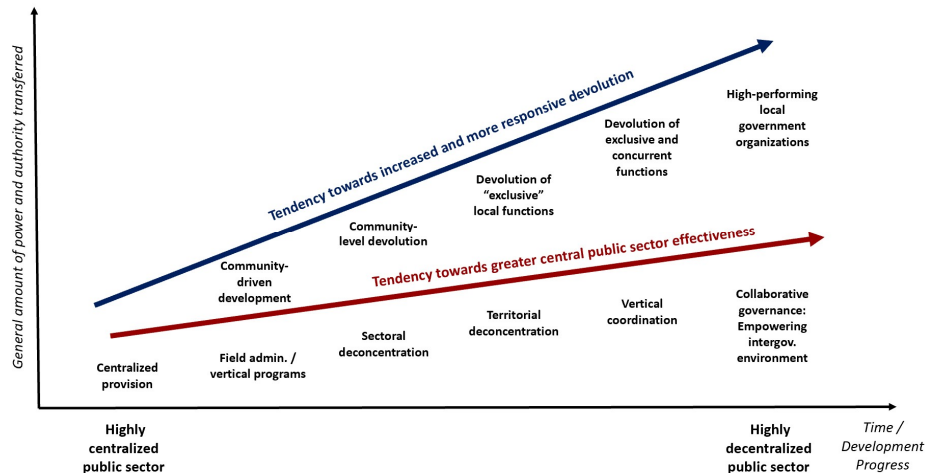 General amount of power and authority transferred
Tendency towards increased and more responsive devolution
High-performing
local
government
organizations
Devolution of
exclusive and
concurrent
functions
Devolution of
“exclusive”
local functions
Community-
level devolution
Community-
driven
development
Tendency towards greater central public sector effectiveness
Centralized
provision
Field admin. /
vertical programs
Sectoral
deconcentration
Territorial
deconcentration
Vertical
coordination
Collaborative
governance:
Empowering
intergov.
environment
Highly
centralized
public sector
Highly
decentralized
public sector
Time /
Development
Progress